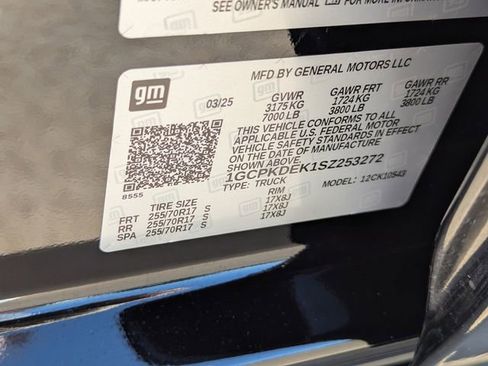 SEE OWNER'S MANUAL FOR MORE INFORMATION
gm
MFD BY GENERAL MOTORS LLC
03/25 GVWR GAWR FRT GAWR RR
3175 KG 1724 KG 1724 KG
7000 LB 3800 LB 3800 LB
THIS VEHICLE CONFORMS TO ALL
APPLICABLE U.S. FEDERAL MOTOR
VEHICLE SAFETY
STANDARDS IN EFFECT
ON THE DATE OF MANUFACTURE
SHOWN ABOVE.
1GCPKDEK1SZ253272
TYPE: TRUCK MODEL: 12CK10543
8555
TIRE SIZE RIM
FRT 255/70R17 S 17X8J
RR 255/70R17 S 17X8J
SPA 255/70R17 S 17X8J